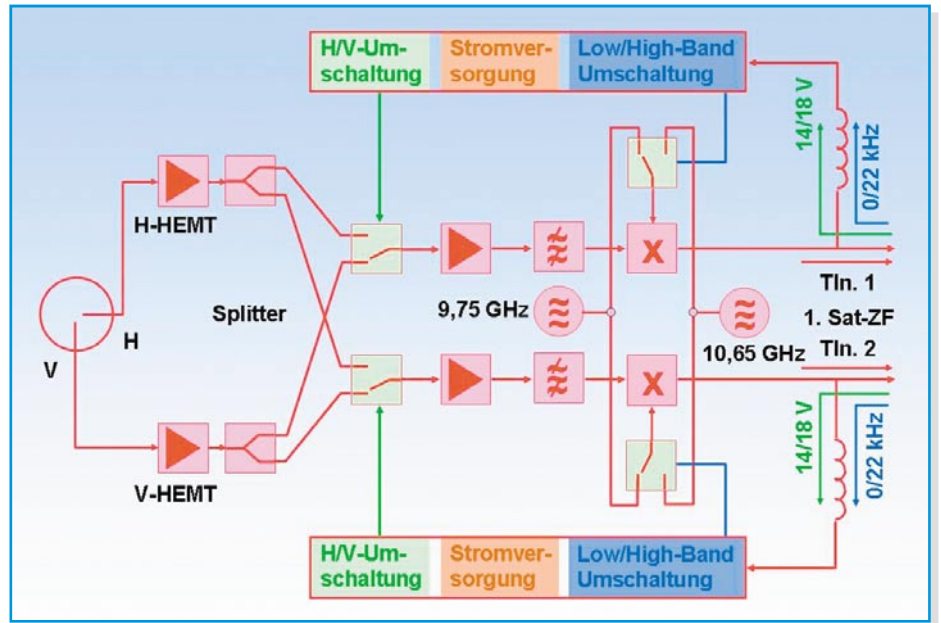 H/V-Um-
schaltung
Stromver-
sorgung
Low/High-Band
Umschaltung
14/18 V
0/22 kHz
H-HEMT
Splitter
V
H
V-HEMT
9,75 GHz
10,65 GHz
X
X
Tln. 1
1. Sat-ZF
Tln. 2
14/18 V
0/22 kHz
H/V-Um-
schaltung
Stromver-
sorgung
Low/High-Band
Umschaltung